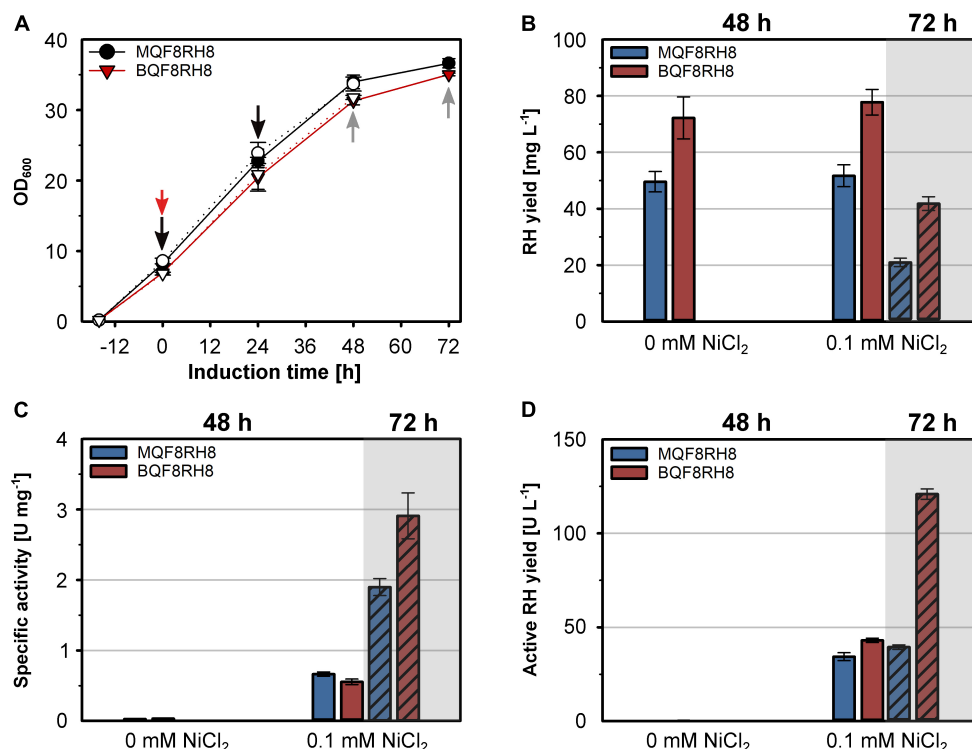 A
40
30
20
10
0
OD600
MQF8RH8
BQF8RH8
-12 0 12 24 36 48 60 72
Induction time [h]
B
48 h 72 h
100
80
60
40
20
0
RH yield [mg L-1]
MQF8RH8
BQF8RH8
0 mM NiCl2 0.1 mM NiCl2
C
48 h 72 h
4
3
2
1
0
Specific activity [U mg-1]
MQF8RH8
BQF8RH8
0 mM NiCl2 0.1 mM NiCl2
D
48 h 72 h
150
100
50
0
Active RH yield [U L-1]
MQF8RH8
BQF8RH8
0 mM NiCl2 0.1 mM NiCl2